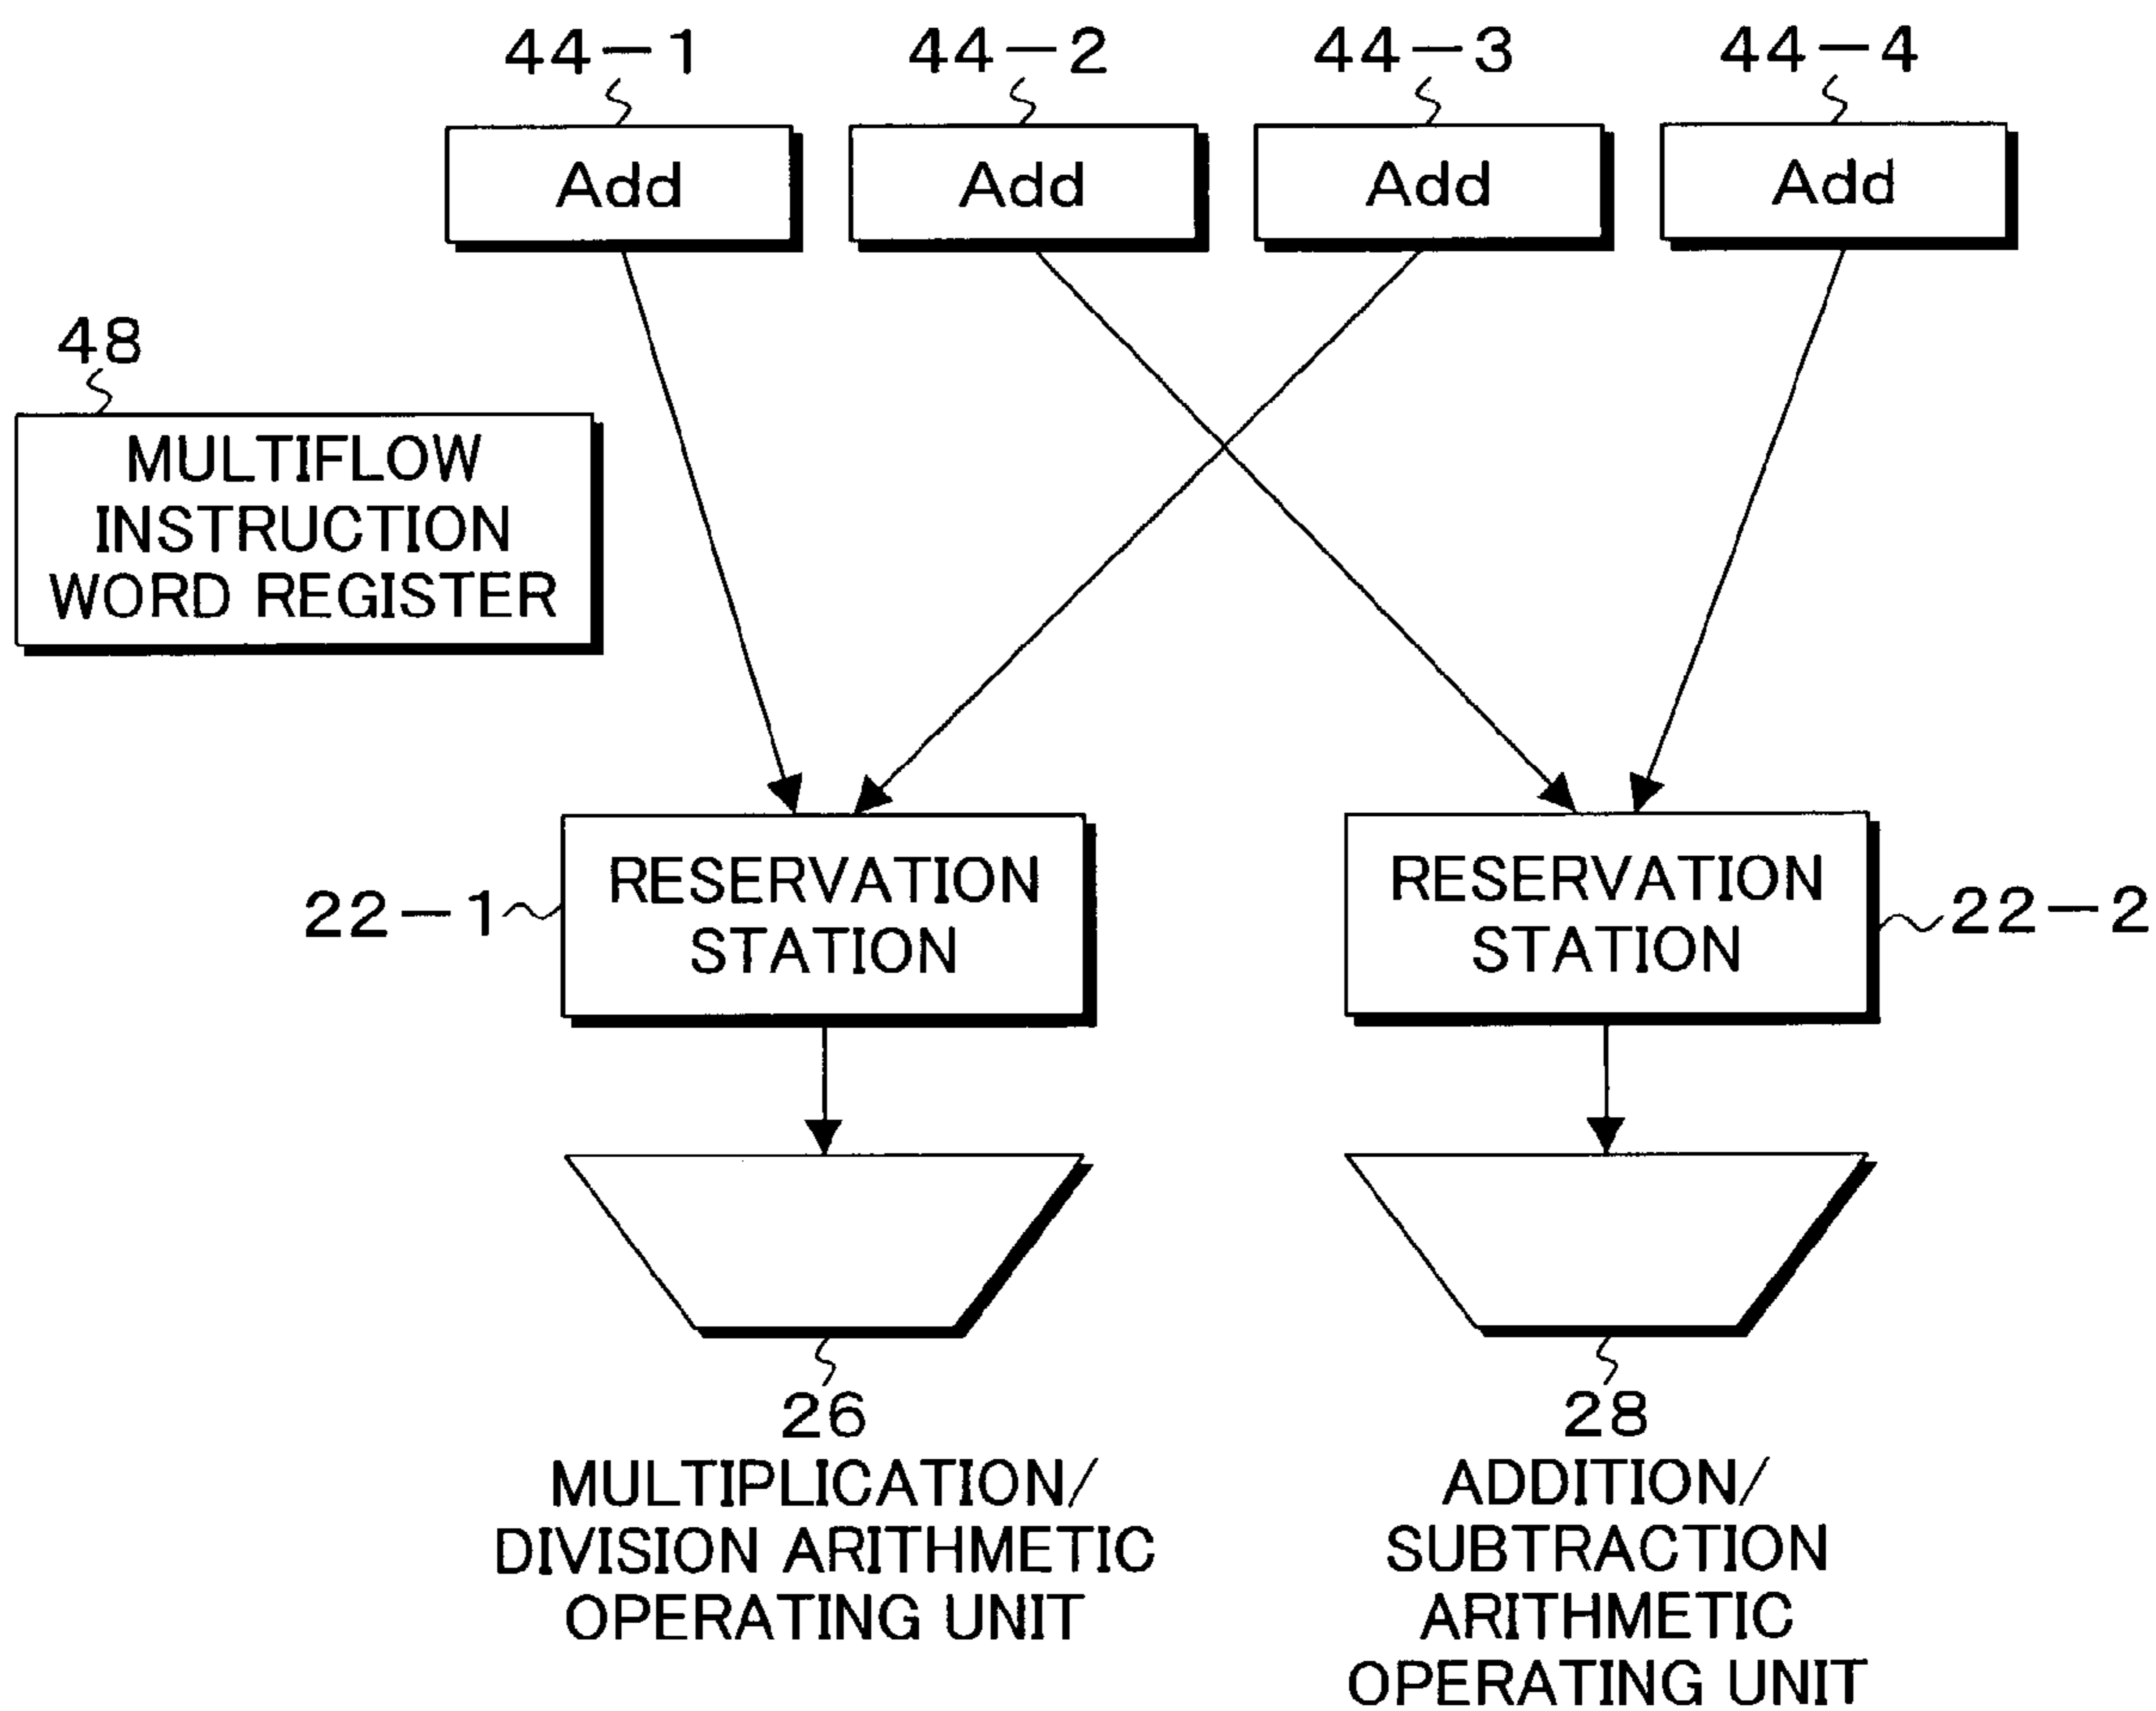 44-1 44-2 44-3 44-4
Add Add Add Add
48
MULTIFLOW
INSTRUCTION
WORD REGISTER
22-1
RESERVATION
STATION
RESERVATION
STATION
22-2
26
MULTIPLICATION/
DIVISION ARITHMETIC
OPERATING UNIT
28
ADDITION/
SUBTRACTION
ARITHMETIC
OPERATING UNIT